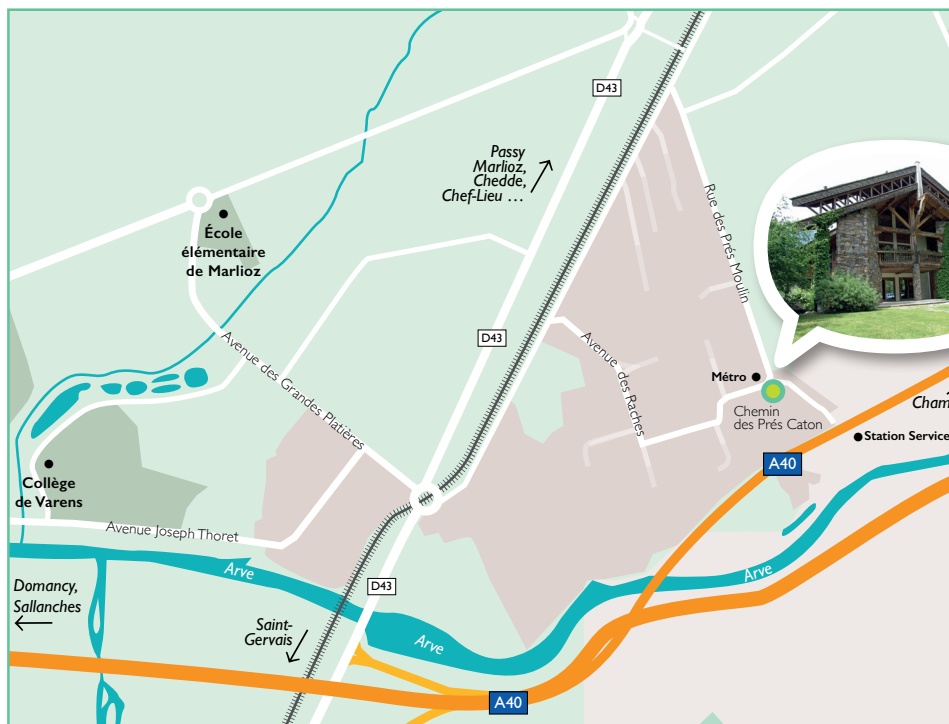 D43
Passy
Marlioz,
Chedde,
Chef-Lieu ...
École
élémentaire
de Marlioz
Rue des Prés Moulin
D43
Avenue des Grandes Platières
Avenue des Raches
Métro
Chemin
des Prés Caton
Cham
Station Service
A40
Collège
de Varens
Avenue Joseph Thoret
Arve
Arve
D43
Domancy,
Sallanches
Saint-
Gervais
Arve
A40